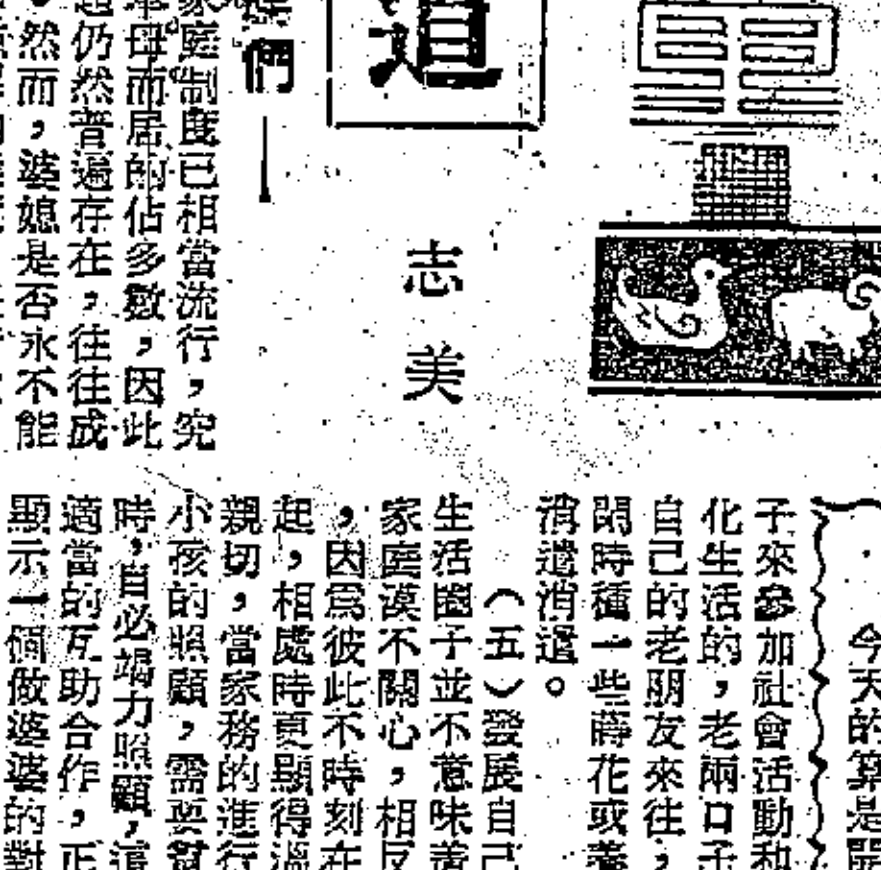 道
志美
們——
家庭制度已相當流行，究
而居的佔多數，因此
仍然普遍存在，往往成
然而，婆媳是否永不能
今天的算是開
子來參加社會活動和
化生活的，老兩口子
自己的老朋友來往，
閒時種一些蒔花或養
消遣消遣。
（五）發展自己
生活圈子並不意味着
家庭漠不關心，相反
，因爲彼此不時刻在
起，相處時更顯得溫
親切，當家務的進行
小孩的照顧，需要幫
時，自必竭力照顧，這
適當的互助合作，正
顯示一個做婆婆的對